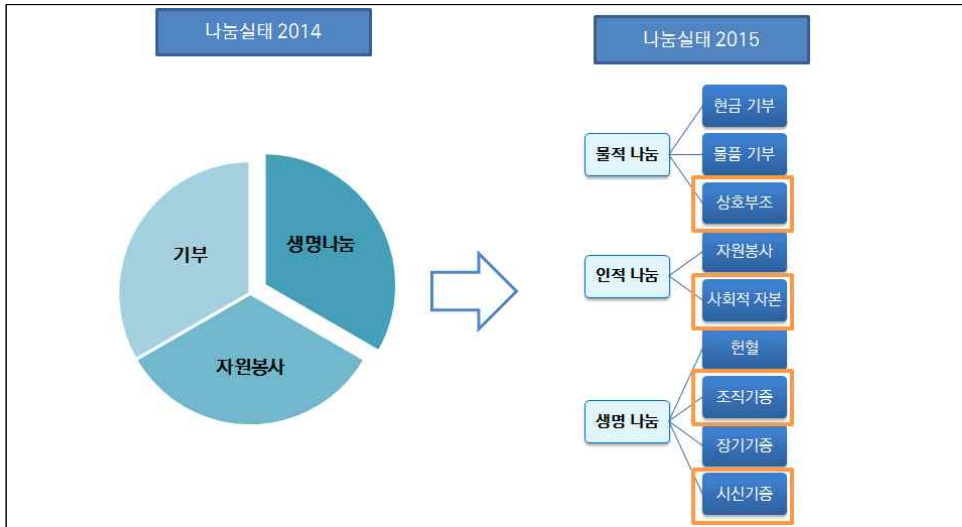 나눔실태 2014
기부
생명나눔
자원봉사
나눔실태 2015
물적 나눔
현금 기부
물품 기부
상호부조
인적 나눔
자원봉사
사회적 자본
생명 나눔
헌혈
조직기증
장기기증
시신기증